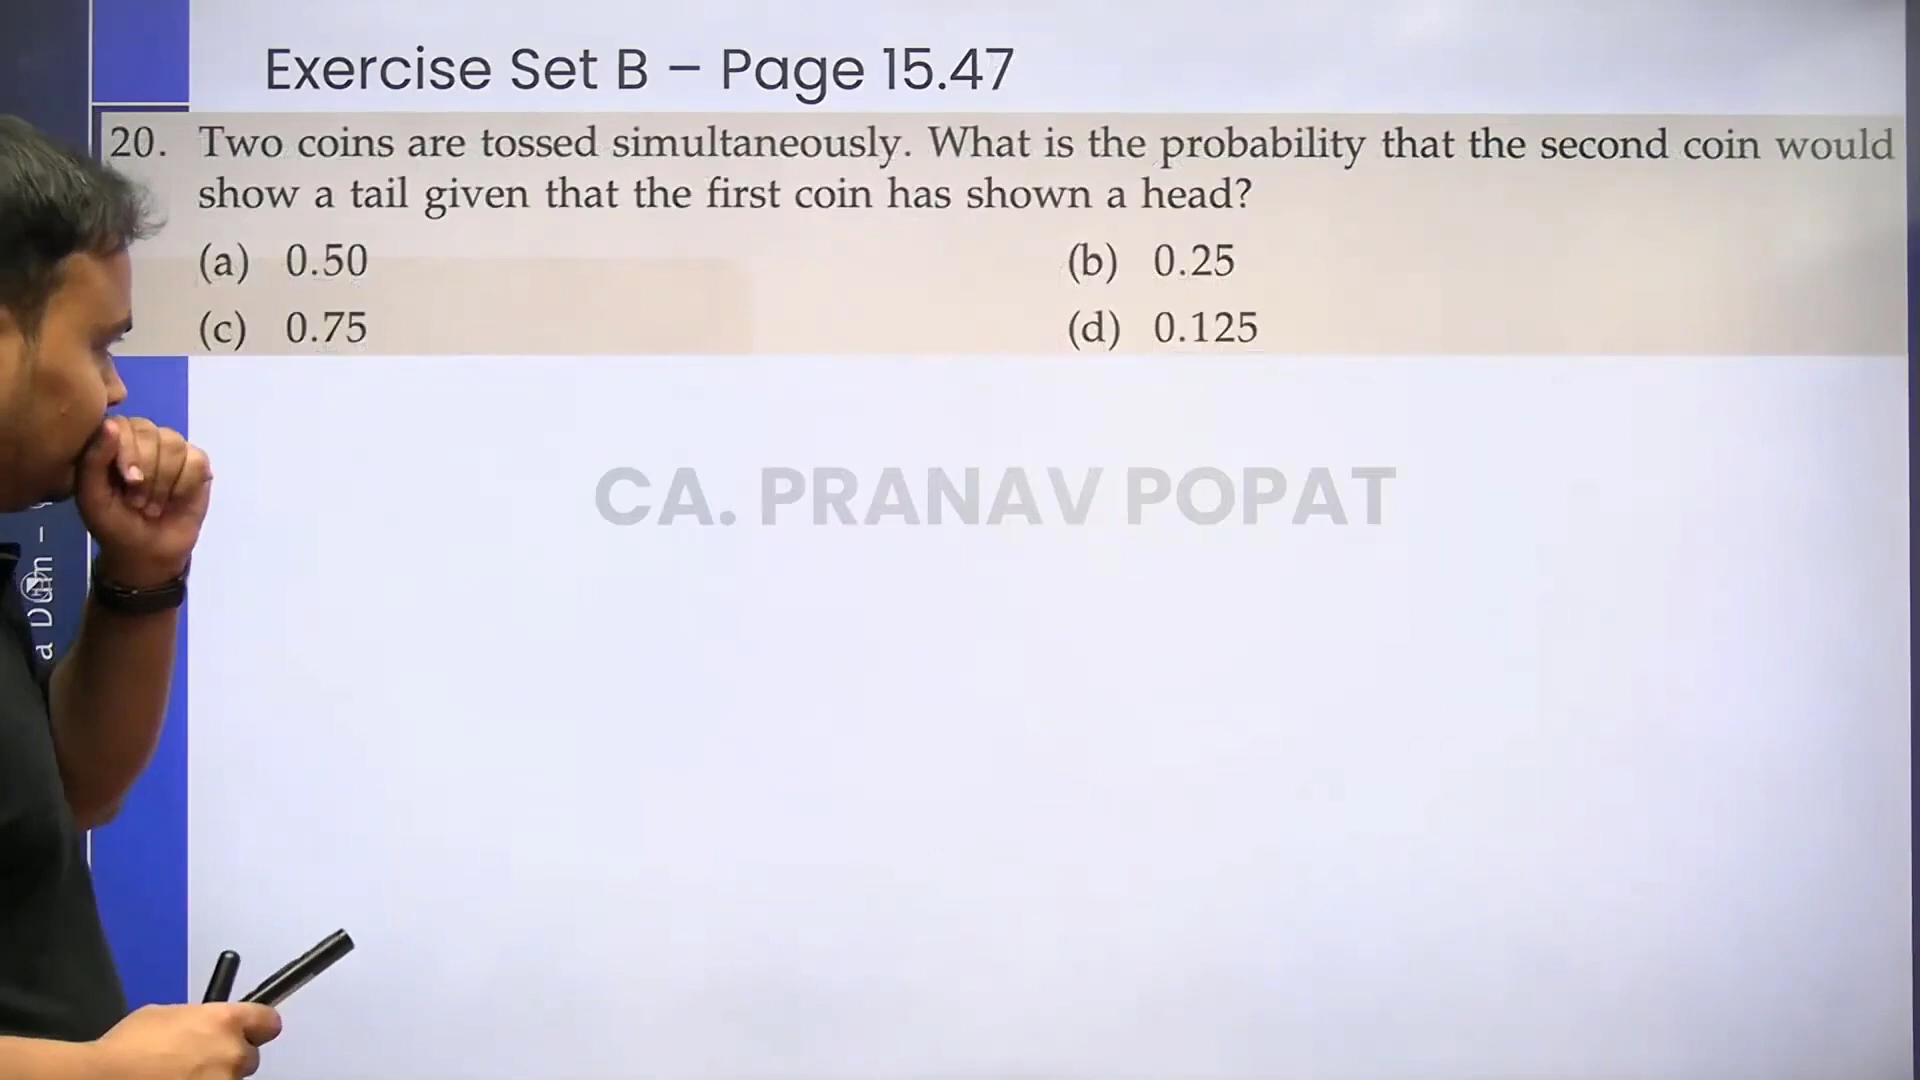 Exercise Set B – Page 15.47
20. Two coins are tossed simultaneously. What is the probability that the second coin would
show a tail given that the first coin has shown a head?
(a) 0.50 (b) 0.25
(c) 0.75 (d) 0.125
CA. PRANAV POPAT